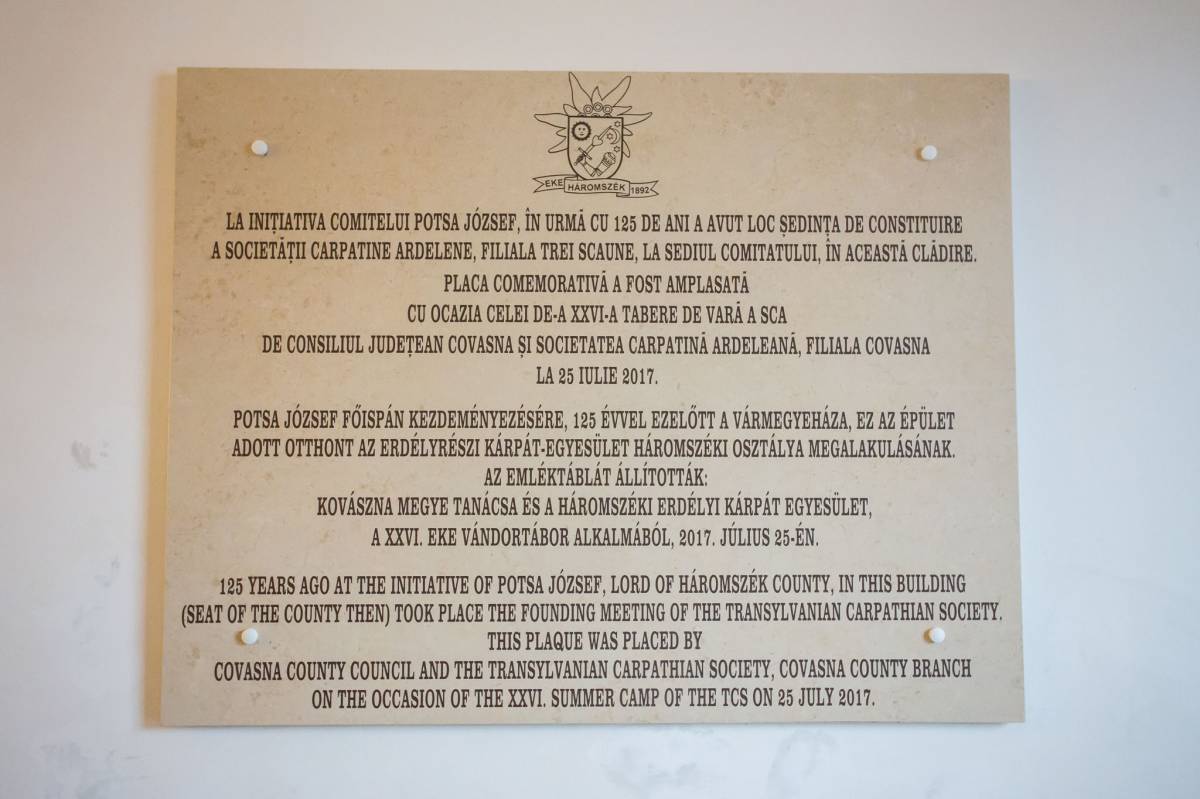 EKE HÁROMSZÉK 1892
LA INIȚIATIVA COMITELUI POTSA JÓZSEF, ÎN URMĂ CU 125 DE ANI A AVUT LOC ȘEDINȚA DE CONSTITUIRE
A SOCIETĂȚII CARPATINE ARDELENE, FILIALA TREI SCAUNE, LA SEDIUL COMITATULUI, ÎN ACEASTĂ CLĂDIRE.
PLACA COMEMORATIVĂ A FOST AMPLASATĂ
CU OCAZIA CELEI DE-A XXVI-A TABERE DE VARĂ A SCA
DE CONSILIUL JUDEȚEAN COVASNA ȘI SOCIETATEA CARPATINĂ ARDELEANĂ, FILIALA COVASNA
LA 25 IULIE 2017.
POTSA JÓZSEF FŐISPÁN KEZDEMÉNYEZÉSÉRE, 125 ÉVVEL EZELŐTT A VÁRMEGYEHÁZA, EZ AZ ÉPÜLET
ADOTT OTTHONT AZ ERDÉLYRÉSZI KÁRPÁT-EGYESÜLET HÁROMSZÉKI OSZTÁLYA MEGALAKULÁSÁNAK.
AZ EMLÉKTÁBLÁT ÁLLÍTOTTÁK:
KOVÁSZNA MEGYE TANÁCSA ÉS A HÁROMSZÉKI ERDÉLYI KÁRPÁT EGYESÜLET,
A XXVI. EKE VÁNDORTÁBOR ALKALMÁBÓL, 2017. JÚLIUS 25-ÉN.
125 YEARS AGO AT THE INITIATIVE OF POTSA JÓZSEF, LORD OF HÁROMSZÉK COUNTY, IN THIS BUILDING
(SEAT OF THE COUNTY THEN) TOOK PLACE THE FOUNDING MEETING OF THE TRANSYLVANIAN CARPATHIAN SOCIETY.
THIS PLAQUE WAS PLACED BY
COVASNA COUNTY COUNCIL AND THE TRANSYLVANIAN CARPATHIAN SOCIETY, COVASNA COUNTY BRANCH
ON THE OCCASION OF THE XXVI. SUMMER CAMP OF THE TCS ON 25 JULY 2017.